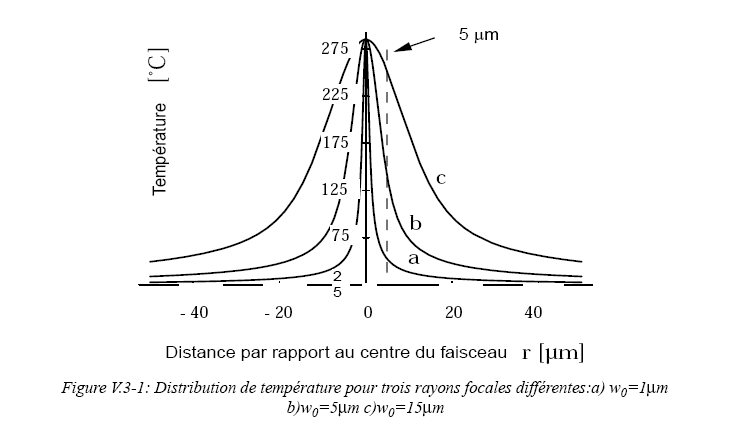 5 µm
Température [°C]
275
225
175
125
75
2
5
c
b
a
- 40 - 20 0 20 40
Distance par rapport au centre du faisceau r [µm]
Figure V.3-1: Distribution de température pour trois rayons focales différentes:a) w0=1µm
b)w0=5µm c)w0=15µm